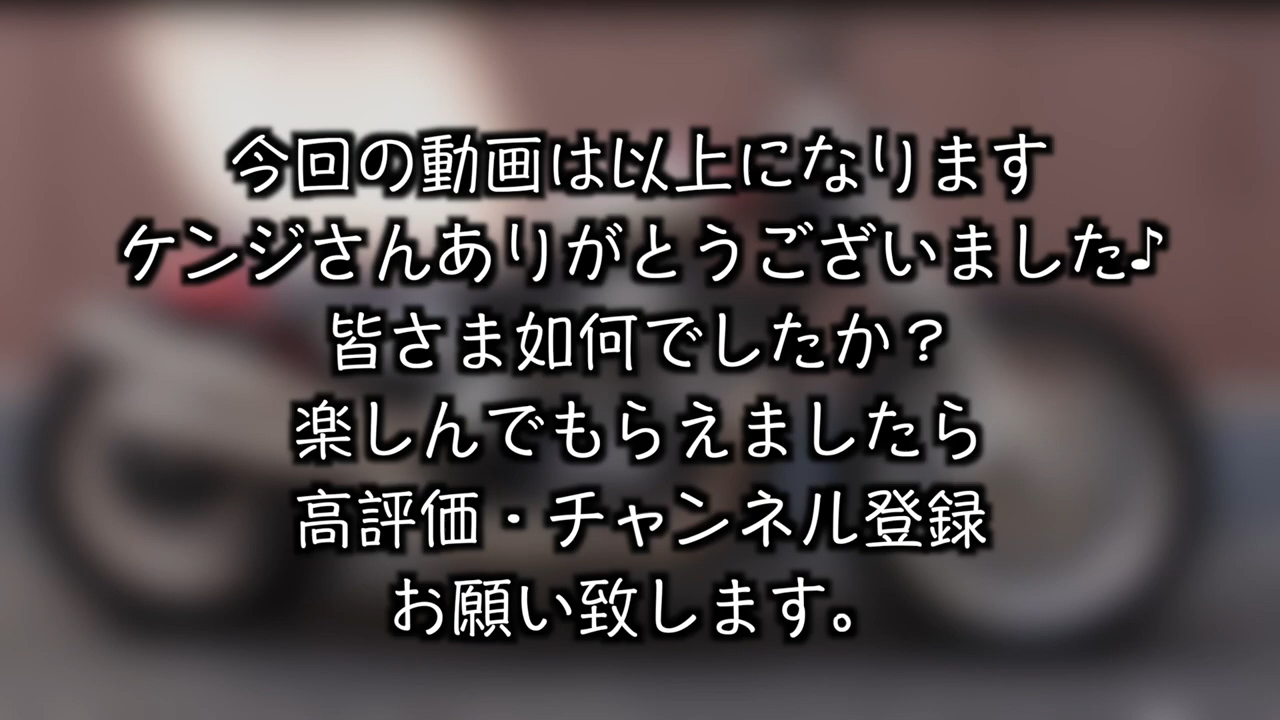 今回の動画は以上になります
ケンジさんありがとうございました♪
皆さま如何でしたか？
楽しんでもらえましたら
高評価・チャンネル登録
お願い致します。